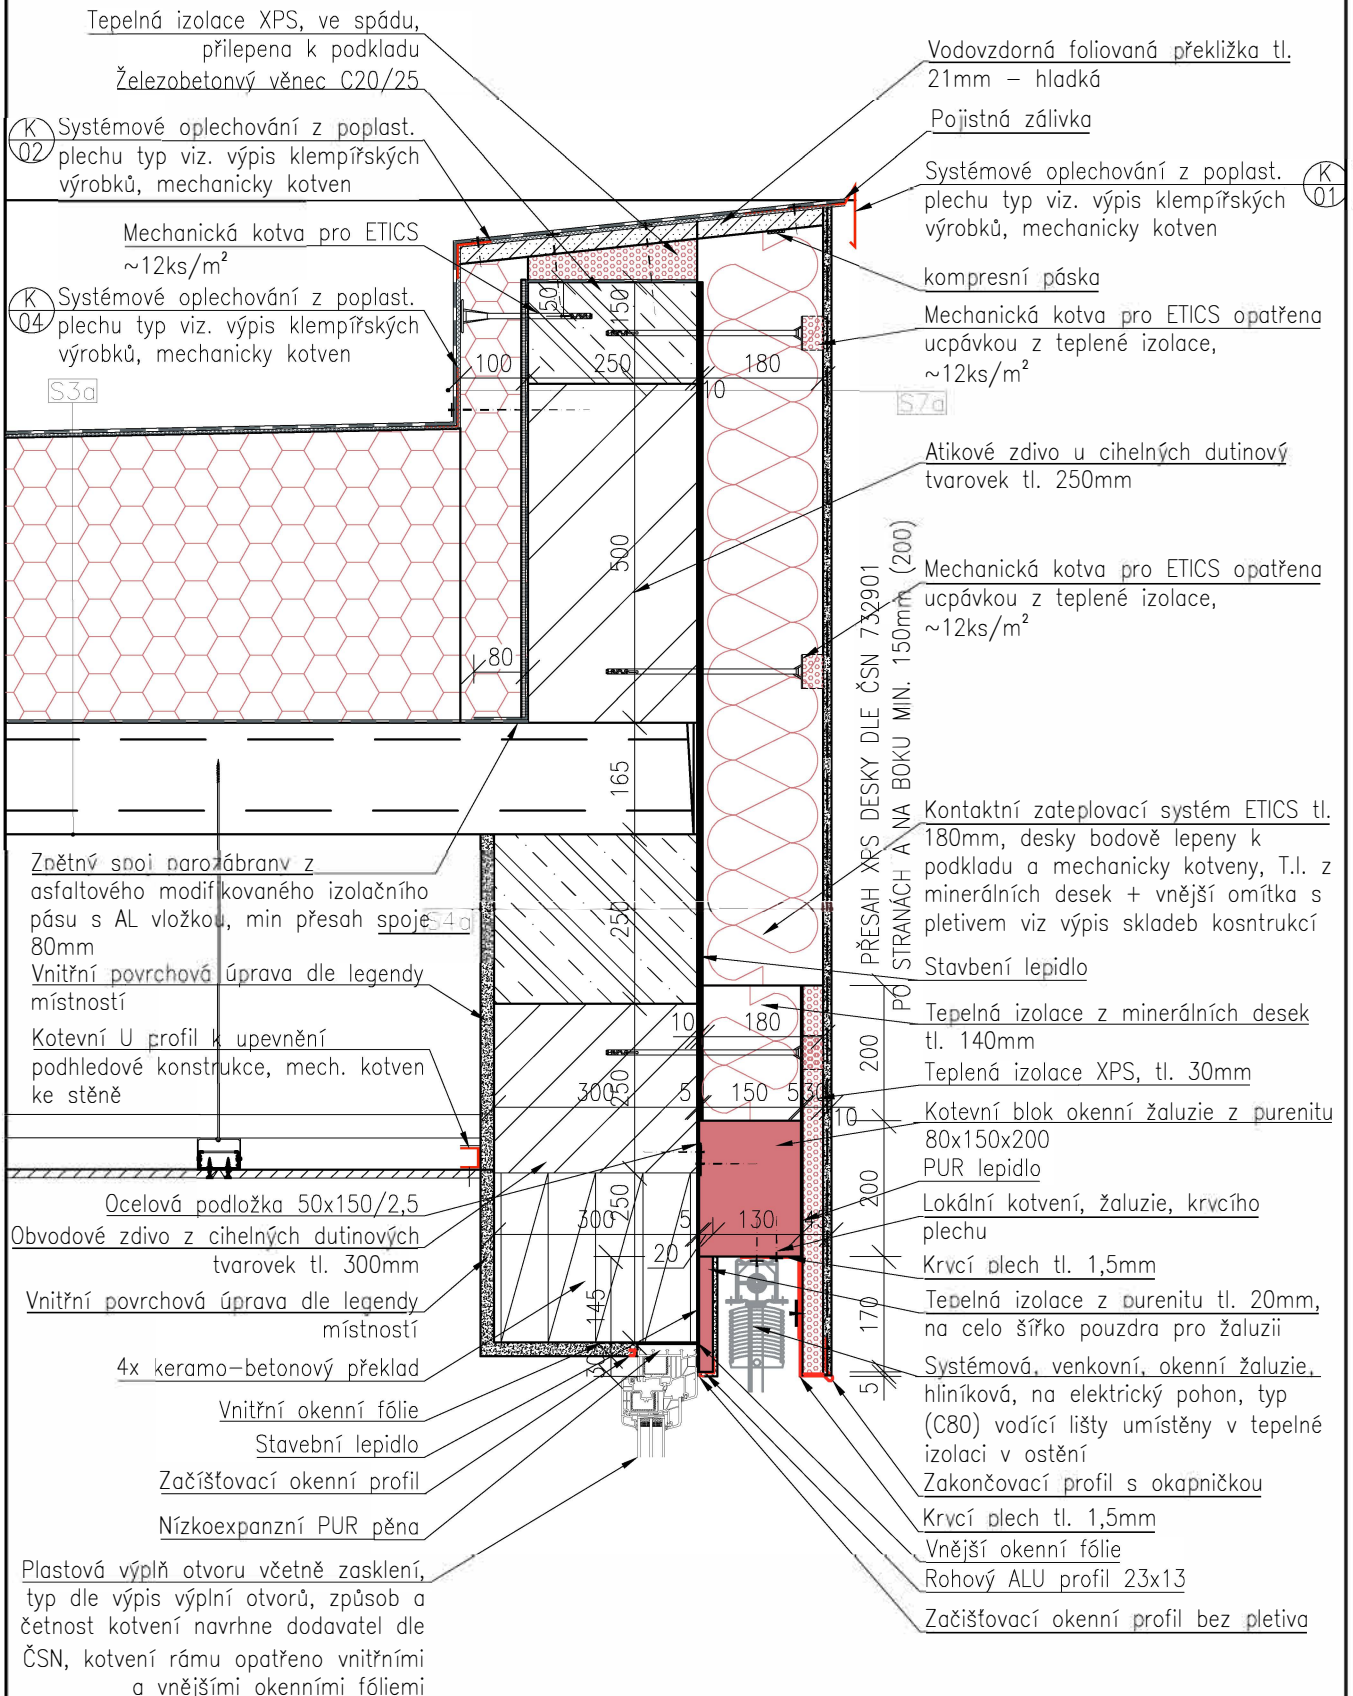 Tepelná izolace XPS, ve spádu,
přilepena k podkladu
Železobetonvý věnec C20/25
K
02
Systémové oplechování z poplast.
plechu typ viz. výpis klempířských
výrobků, mechanicky kotven
Mechanická kotva pro ETICS
~12ks/m²
K
04
Systémové oplechování z poplast.
plechu typ viz. výpis klempířských
výrobků, mechanicky kotven
S3a
Vodovzdorná foliovaná překližka tl.
21mm – hladká
Pojistná zálivka
Systémové oplechování z poplast.
plechu typ viz. výpis klempířských
výrobků, mechanicky kotven
K
01
kompresní páska
Mechanická kotva pro ETICS opatřena
ucpávkou z teplené izolace,
~12ks/m²
S7a
Atikové zdivo u cihelných dutinový
tvarovek tl. 250mm
Mechanická kotva pro ETICS opatřena
ucpávkou z teplené izolace,
~12ks/m²
50
150
100
250
180
10
500
80
165
PŘESAH XPS DESKY DLE ČSN 732901
PO STRANÁCH A NA BOKU MIN. 150mm (200)
Zpětný spoj parozábrany z
asfaltového modifikovaného izolačního
pásu s AL vložkou, min přesah spoje
80mm
S4a
Vnitřní povrchová úprava dle legendy
místností
Kotevní U profil k upevnění
podhledové konstrukce, mech. kotven
ke stěně
Ocelová podložka 50x150/2,5
Obvodové zdivo z cihelných dutinových
tvarovek tl. 300mm
Vnitřní povrchová úprava dle legendy
místností
4x keramo–betonový překlad
Vnitřní okenní fólie
Stavební lepidlo
Začíšťovací okenní profil
Nízkoexpanzní PUR pěna
Plastová výplň otvoru včetně zasklení,
typ dle výpis výplní otvorů, způsob a
četnost kotvení navrhne dodavatel dle
ČSN, kotvení rámu opatřeno vnitřními
a vnějšími okenními fóliemi
250
10
180
200
300
250
5
150
5
30
10
300
250
5
130
200
20
145
170
5
Kontaktní zateplovací systém ETICS tl.
180mm, desky bodově lepeny k
podkladu a mechanicky kotveny, T.I. z
minerálních desek + vnější omítka s
pletivem viz výpis skladeb kosntrukcí
Stavbení lepidlo
Tepelná izolace z minerálních desek
tl. 140mm
Teplená izolace XPS, tl. 30mm
Kotevní blok okenní žaluzie z purenitu
80x150x200
PUR lepidlo
Lokální kotvení, žaluzie, krvcího
plechu
Krvcí plech tl. 1,5mm
Tepelná izolace z purenitu tl. 20mm,
na celo šířko pouzdra pro žaluzii
Systémová, venkovní, okenní žaluzie,
hliníková, na elektrický pohon, typ
(C80) vodící lišty umístěny v tepelné
izolaci v ostění
Zakončovací profil s okapničkou
Krvcí plech tl. 1,5mm
Vnější okenní fólie
Rohový ALU profil 23x13
Začišťovací okenní profil bez pletiva